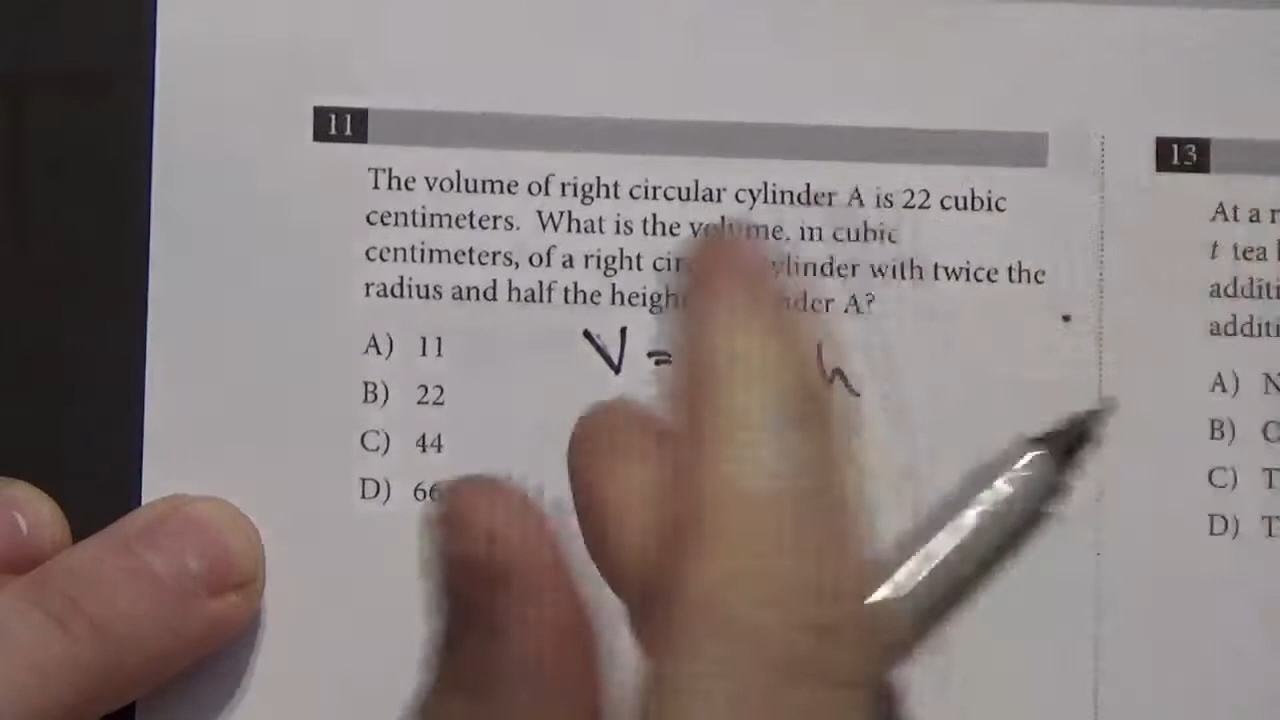 11
The volume of right circular cylinder A is 22 cubic
centimeters. What is the volume, in cubic
centimeters, of a right cir ylinder with twice the
radius and half the heigh nder A?
A) 11
B) 22
C) 44
D) 66
V = h
13
At a r
t tea
additi
additi
A) N
B) C
C) T
D) T